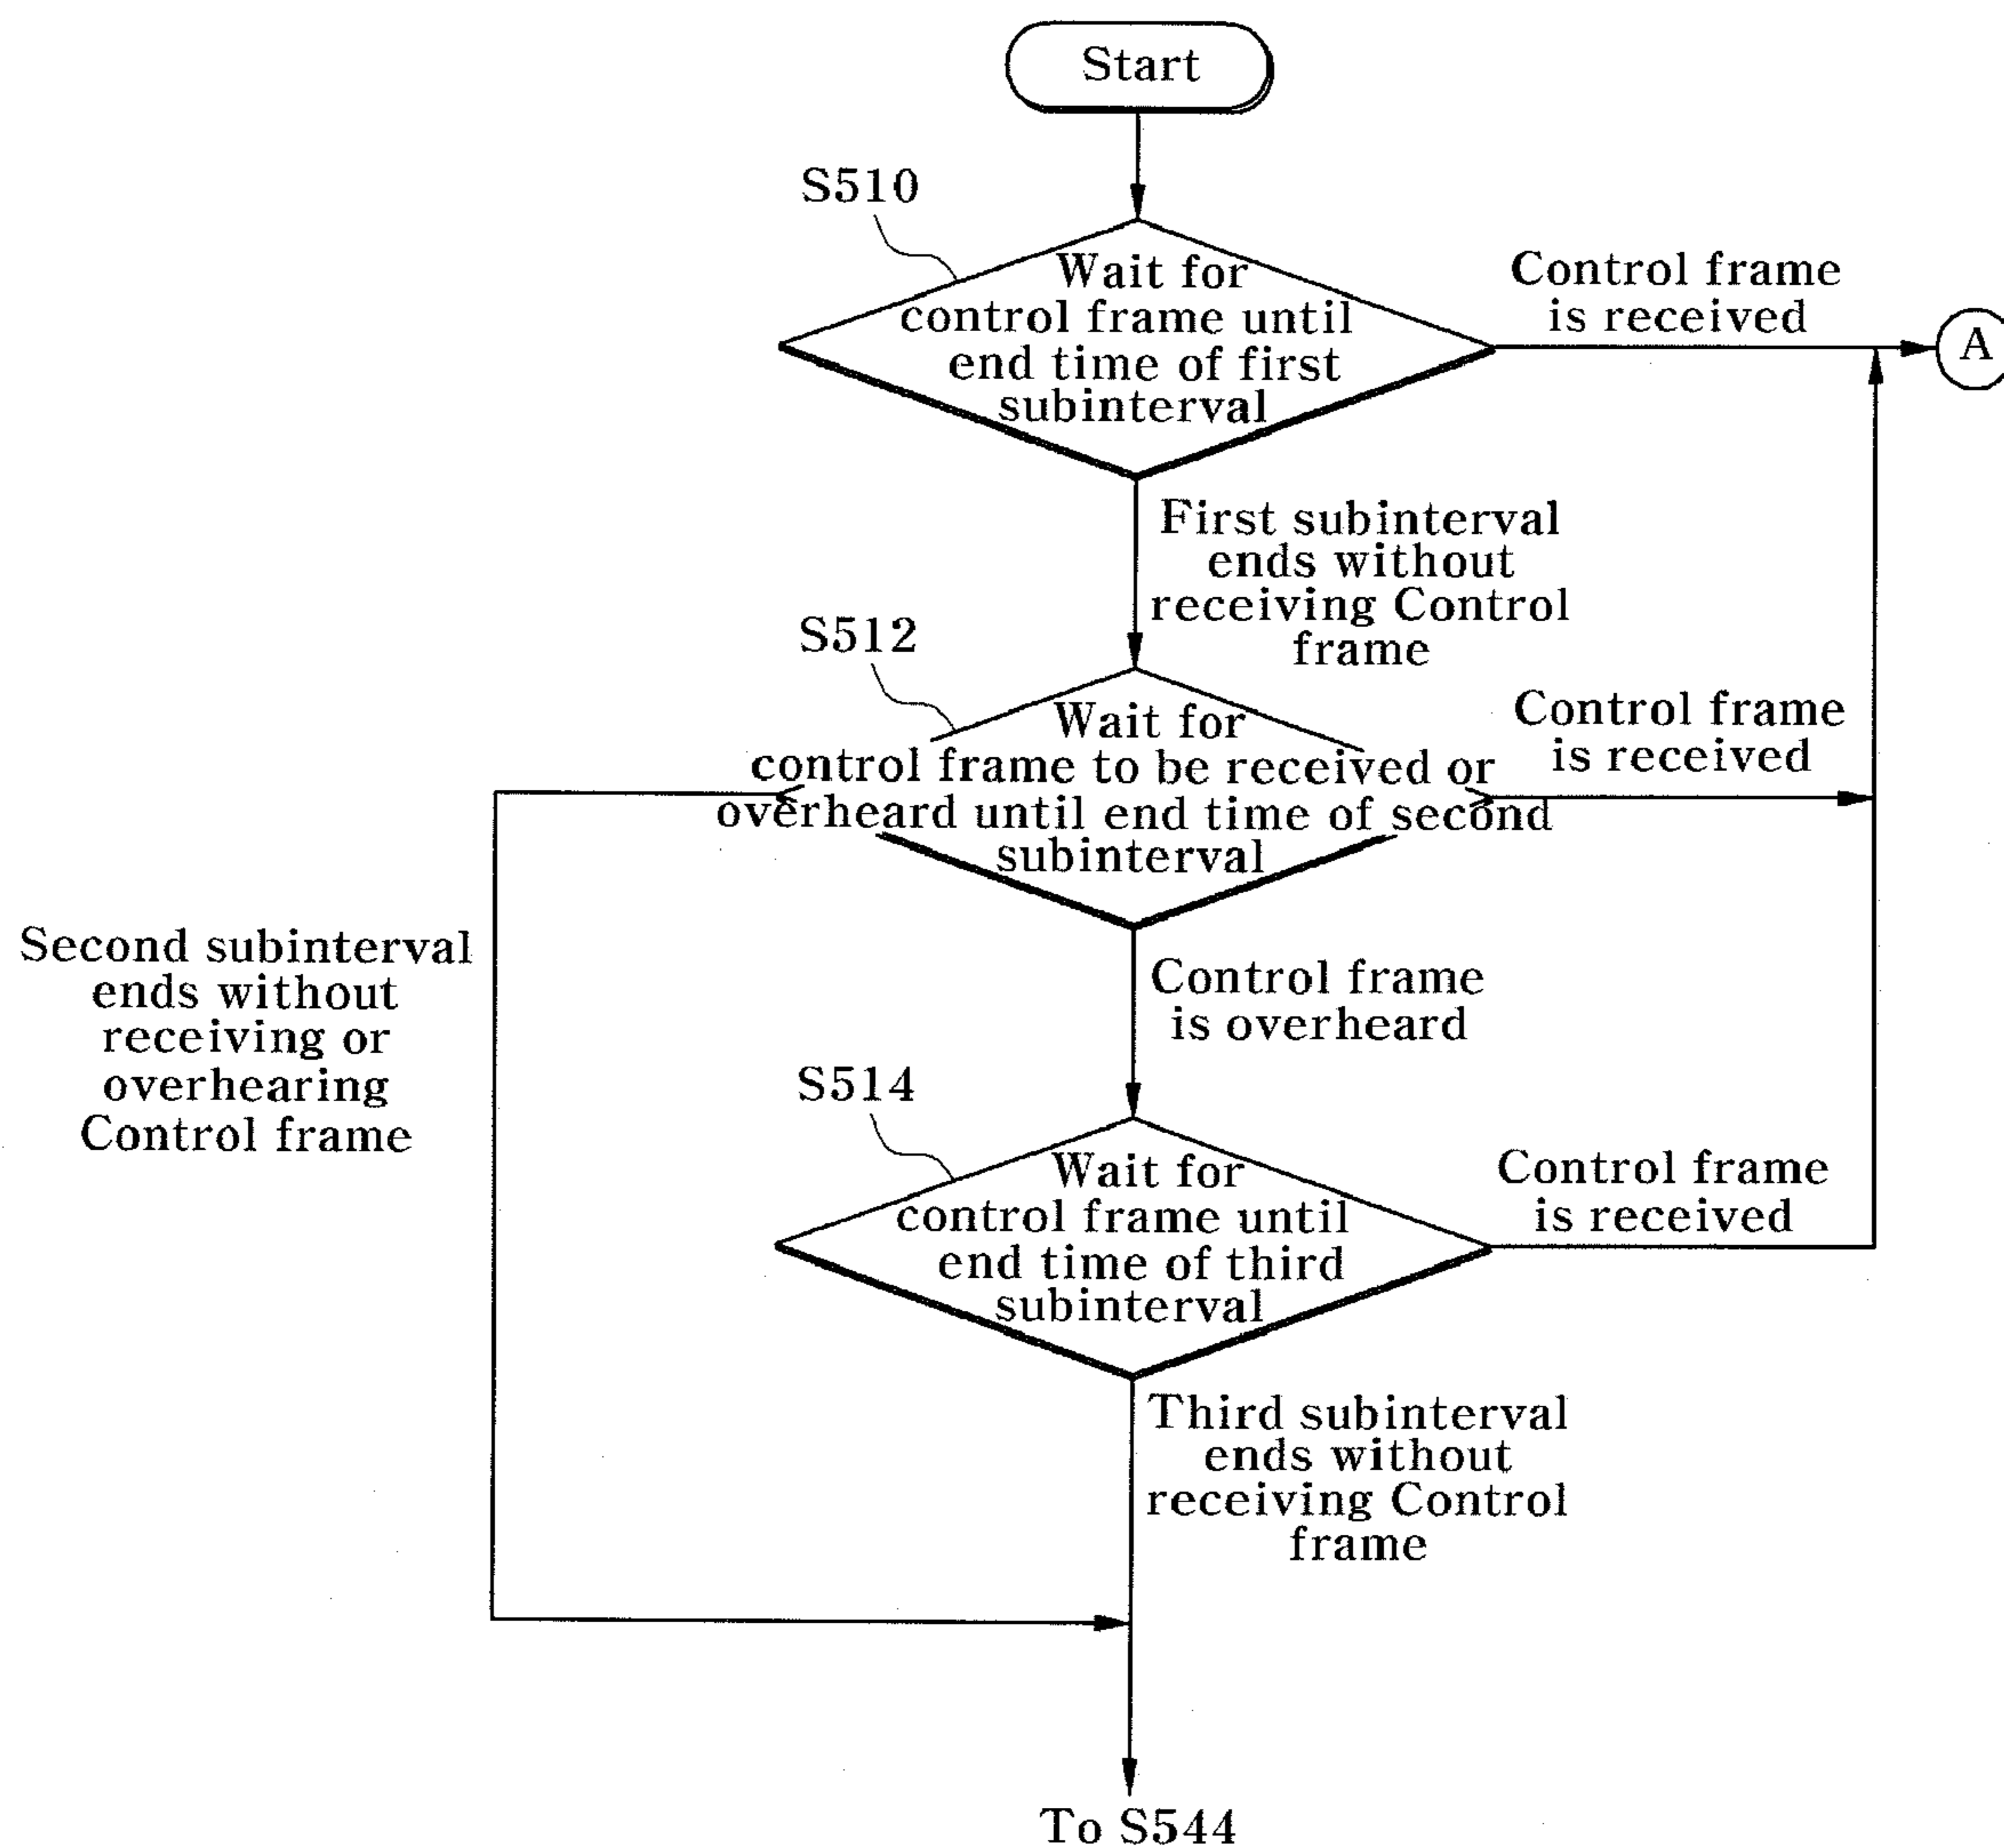 Start
S510
Wait for
control frame until
end time of first
subinterval
Control frame
is received
A
First subinterval
ends without
receiving Control
frame
S512
Wait for
control frame to be received or
overheard until end time of second
subinterval
Control frame
is received
Second subinterval
ends without
receiving or
overhearing
Control frame
Control frame
is overheard
S514
Wait for
control frame until
end time of third
subinterval
Control frame
is received
Third subinterval
ends without
receiving Control
frame
To S544